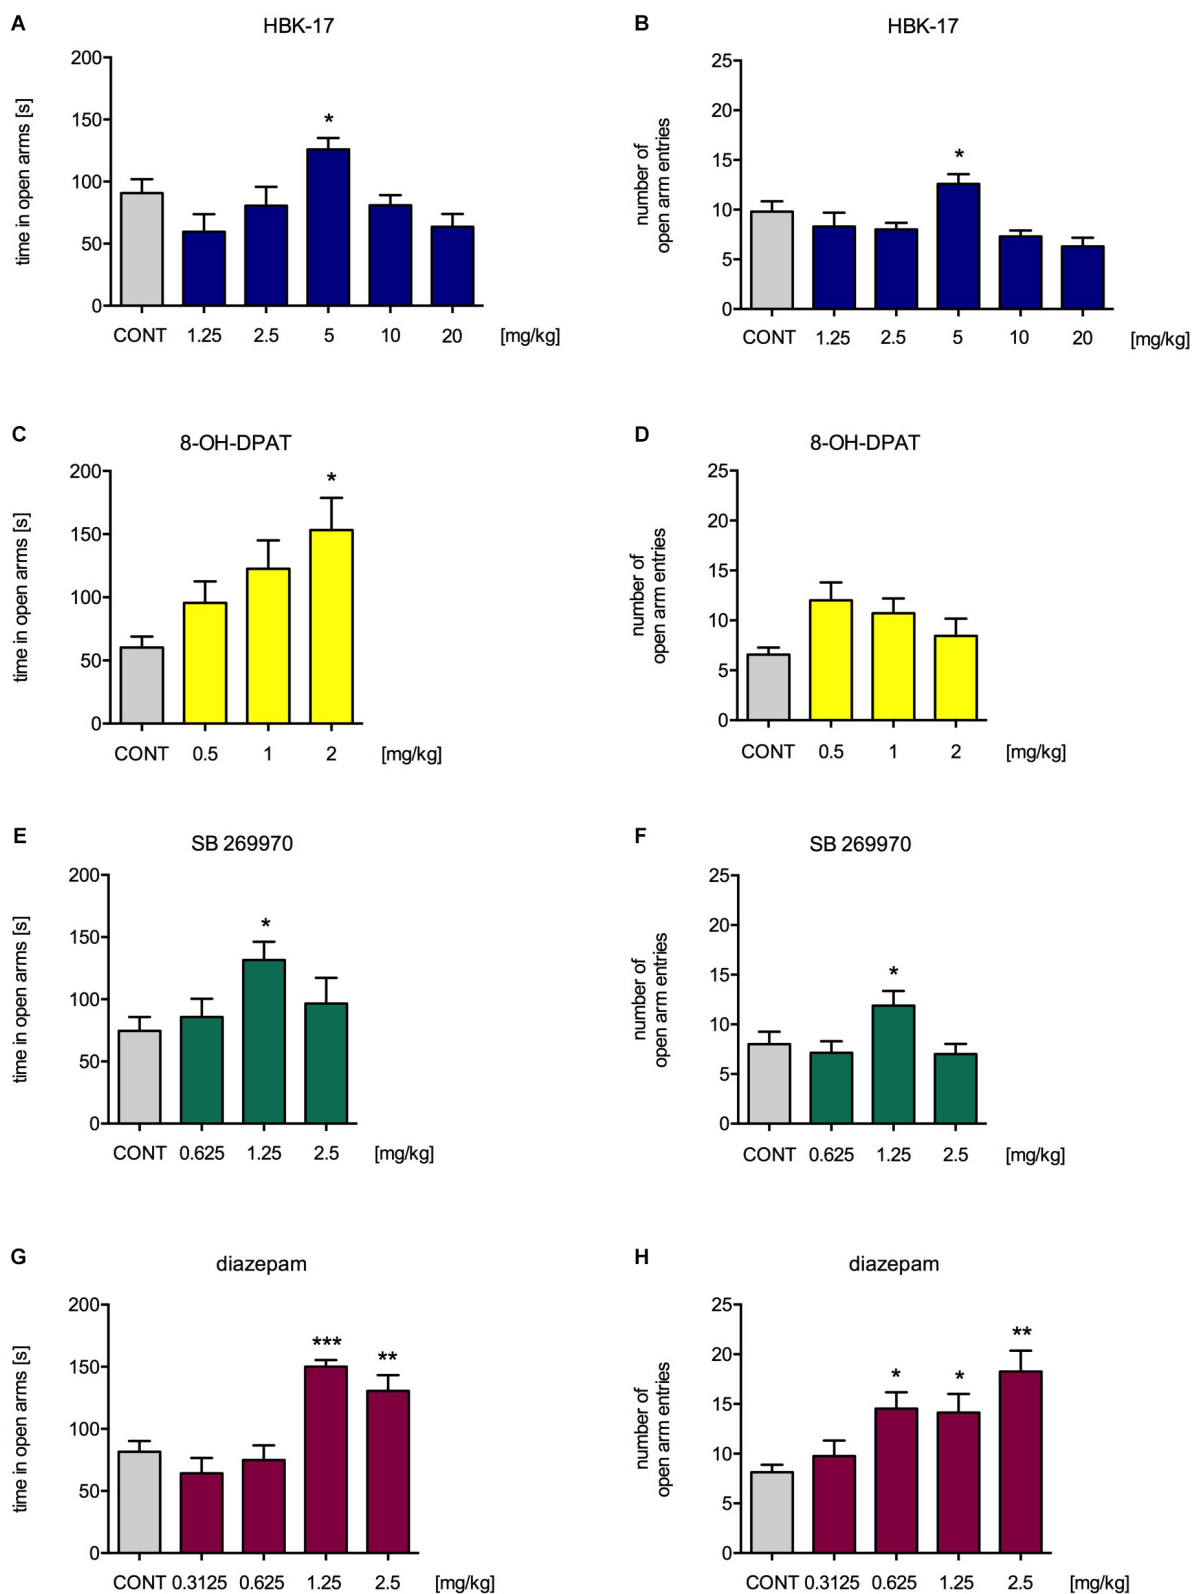 A
HBK-17
time in open arms [s]
200
150
100
50
0
*
CONT 1.25 2.5 5 10 20 [mg/kg]
B
HBK-17
number of
open arm entries
25
20
15
10
5
0
*
CONT 1.25 2.5 5 10 20 [mg/kg]
C
8-OH-DPAT
time in open arms [s]
200
150
100
50
0
*
CONT 0.5 1 2 [mg/kg]
D
8-OH-DPAT
number of
open arm entries
25
20
15
10
5
0
CONT 0.5 1 2 [mg/kg]
E
SB 269970
time in open arms [s]
200
150
100
50
0
*
CONT 0.625 1.25 2.5 [mg/kg]
F
SB 269970
number of
open arm entries
25
20
15
10
5
0
*
CONT 0.625 1.25 2.5 [mg/kg]
G
diazepam
time in open arms [s]
200
150
100
50
0
*** **
CONT 0.3125 0.625 1.25 2.5 [mg/kg]
H
diazepam
number of
open arm entries
25
20
15
10
5
0
* * **
CONT 0.3125 0.625 1.25 2.5 [mg/kg]